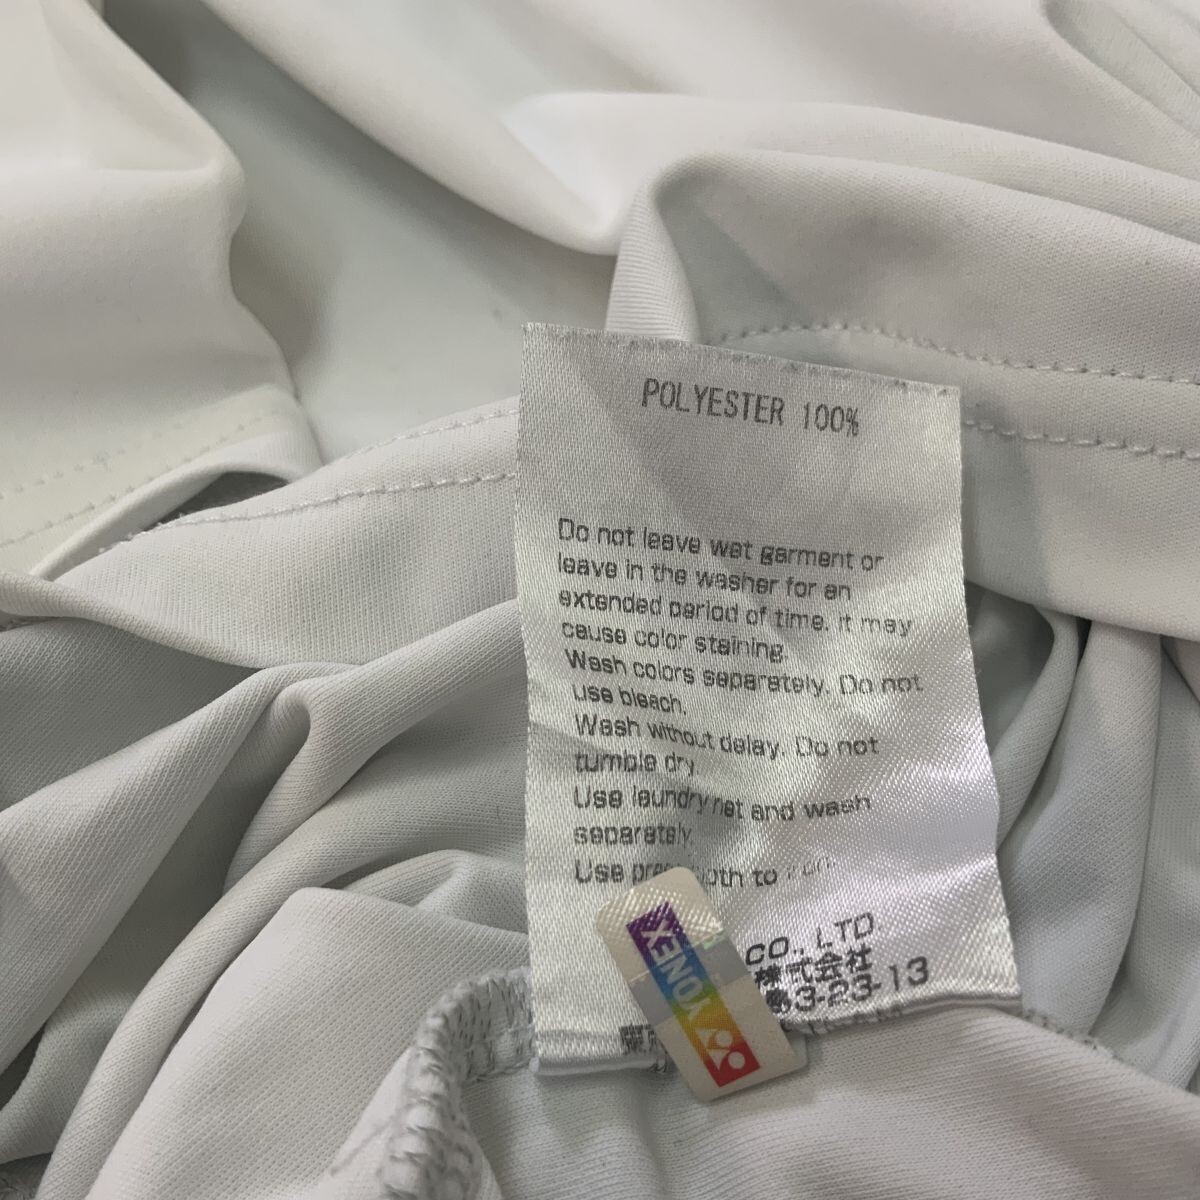 POLYESTER 100%
Do not leave wet garment or
leave in the washer for an
extended period of time. It may
cause color staining.
Wash colors separately. Do not
use bleach.
Wash without delay. Do not
tumble dry.
Use laundry net and wash
separately.
Use to
CO., LTD
株式会社
3-23-13
YONEX